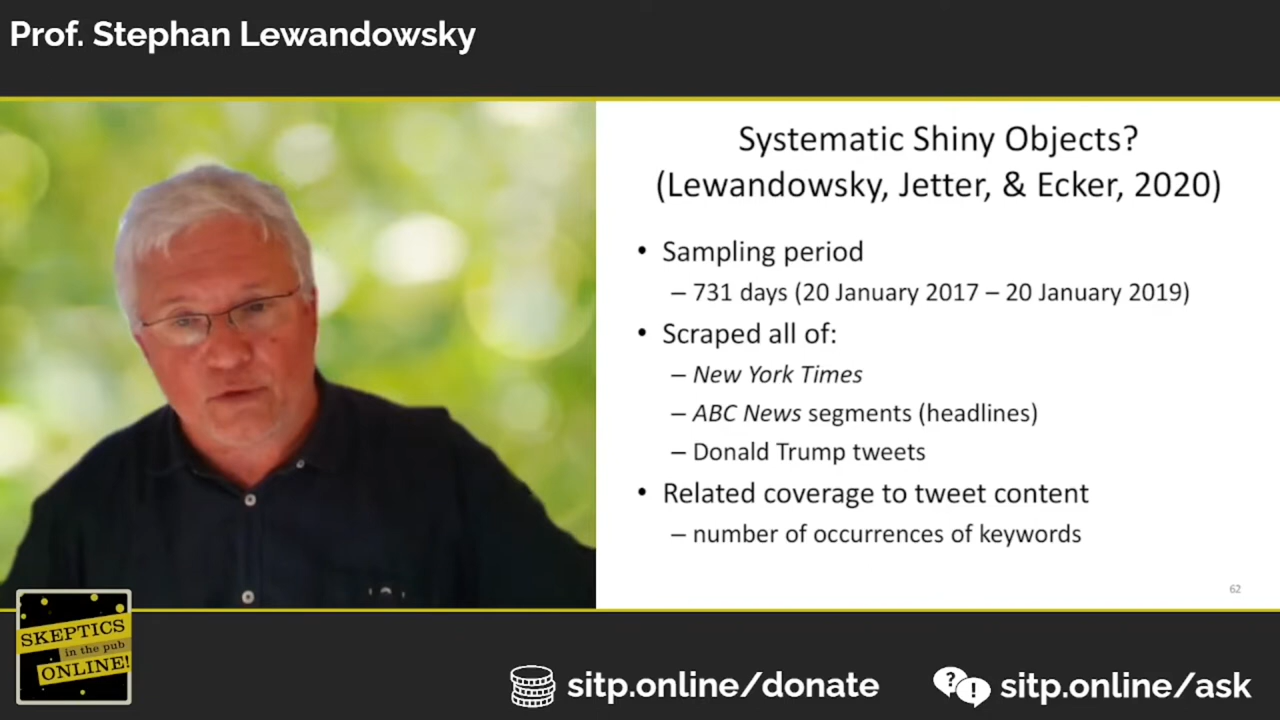 Prof. Stephan Lewandowsky
Systematic Shiny Objects?
(Lewandowsky, Jetter, & Ecker, 2020)
• Sampling period
– 731 days (20 January 2017 – 20 January 2019)
• Scraped all of:
– New York Times
– ABC News segments (headlines)
– Donald Trump tweets
• Related coverage to tweet content
– number of occurrences of keywords
62
SKEPTICS
in the pub
ONLINE!
sitp.online/donate
sitp.online/ask